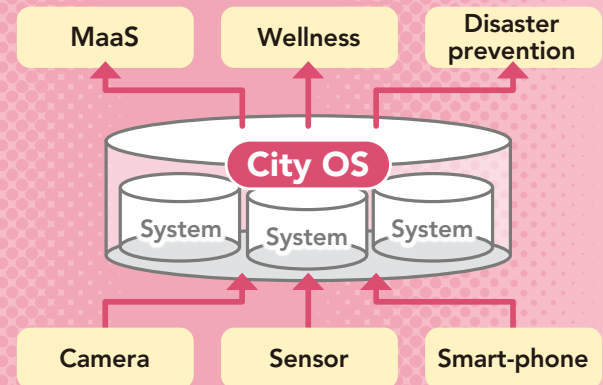 MaaS
Wellness
Disaster
prevention
City OS
System
System
System
Camera
Sensor
Smart-phone